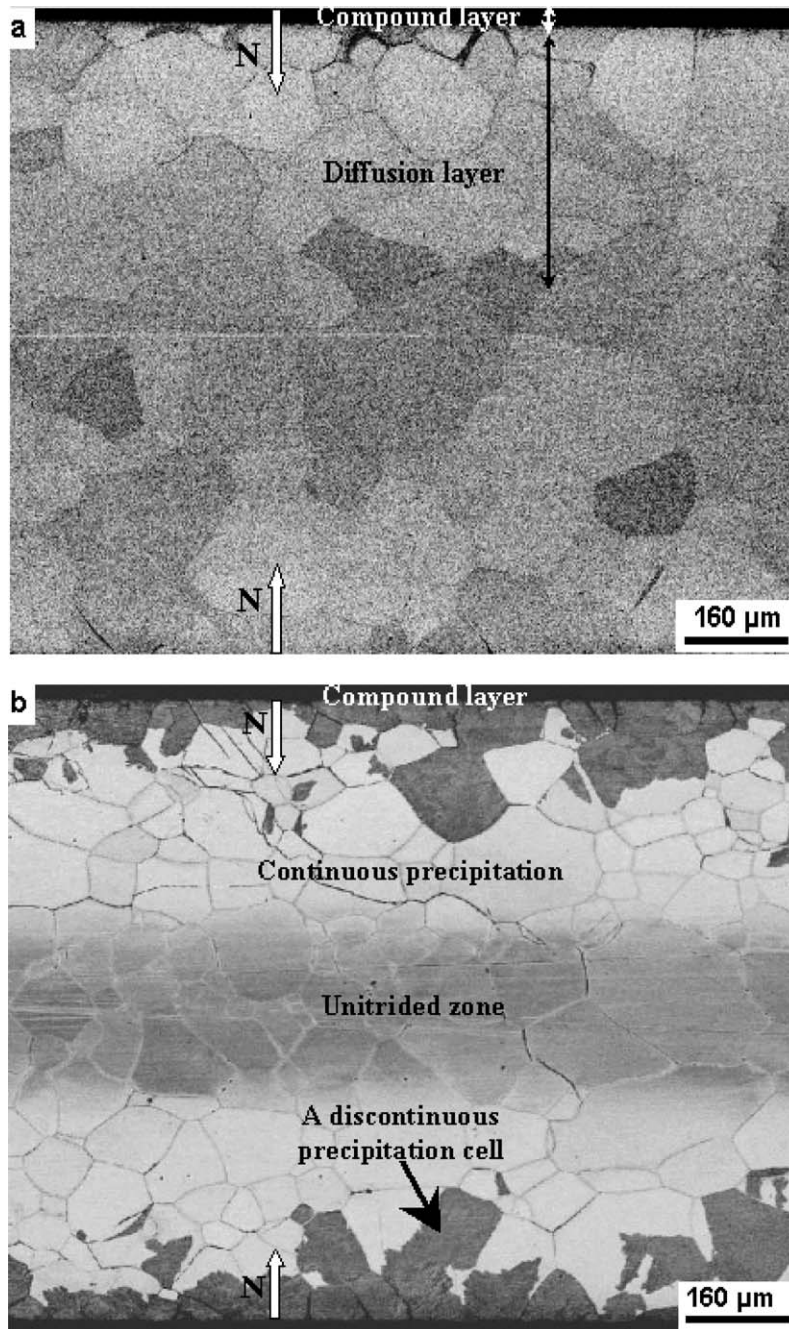 a
Compound layer
N
Diffusion layer
N
160 µm
b
Compound layer
N
Continuous precipitation
Unitrided zone
A discontinuous
precipitation cell
N
160 µm